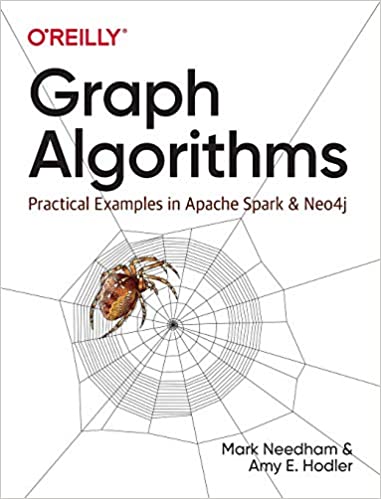 O'REILLY®
Graph
Algorithms
Practical Examples in Apache Spark & Neo4j
Mark Needham &
Amy E. Hodler